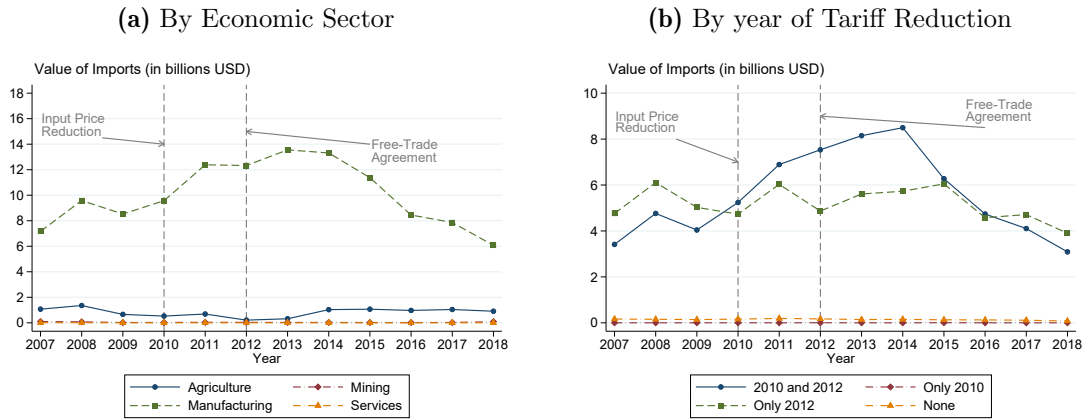 (a) By Economic Sector
Value of Imports (in billions USD)
18
16
14
12
10
8
6
4
2
0
Input Price
Reduction
Free-Trade
Agreement
2007 2008 2009 2010 2011 2012 2013 2014 2015 2016 2017 2018
Year
Agriculture Mining
Manufacturing Services
(b) By year of Tariff Reduction
Value of Imports (in billions USD)
10
8
6
4
2
0
Input Price
Reduction
Free-Trade
Agreement
2007 2008 2009 2010 2011 2012 2013 2014 2015 2016 2017 2018
Year
2010 and 2012 Only 2010
Only 2012 None